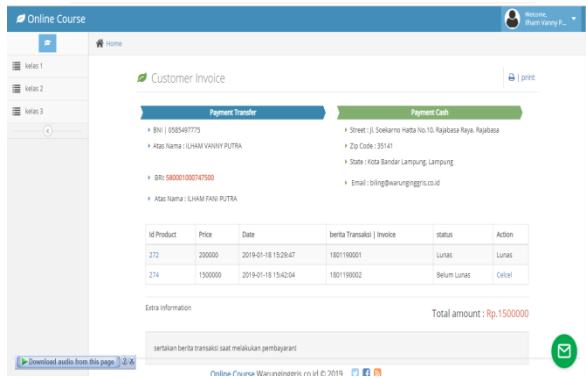 Online Course
Welcome,
Ilham Vanny P...
Home
kelas 1
kelas 2
kelas 3
Customer Invoice
| print
Payment Transfer
Payment Cash
BNI | 0585497775
Atas Nama : ILHAM VANNY PUTRA
BRI: 580001000747500
Atas Nama : ILHAM FANI PUTRA
Street : Jl. Soekarno Hatta No.10, Rajabasa Raya, Rajabasa
Zip Code : 35141
State : Kota Bandar Lampung, Lampung
Email : biling@warunginggris.co.id
Id Product Price Date berita Transaksi | Invoice status Action
272 200000 2019-01-18 15:28:47 1801190001 Lunas Lunas
274 1500000 2019-01-18 15:42:04 1801190002 Belum Lunas Cancel
Extra Information
Total amount : Rp.1500000
sertakan berita transaksi saat melakukan pembayaran!
Download audio from this page
Online Course Warunginggris.co.id © 2019